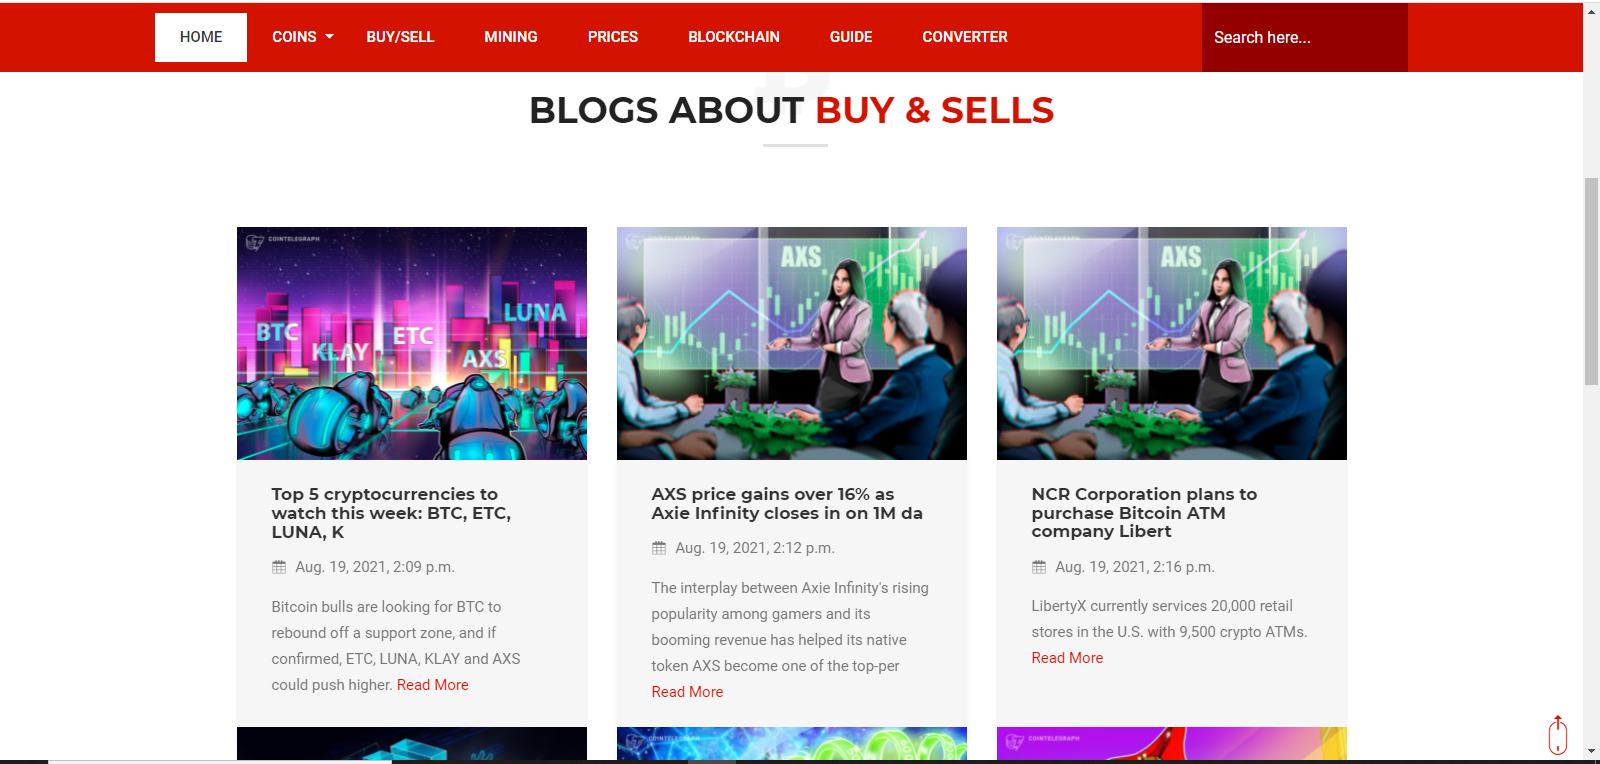 HOME COINS BUY/SELL MINING PRICES BLOCKCHAIN GUIDE CONVERTER Search here...
BLOGS ABOUT BUY & SELLS
COINTELEGRAPH
BTC
KLAY
ETC
AXS
LUNA
COINTELEGRAPH
AXS
COINTELEGRAPH
AXS
Top 5 cryptocurrencies to
watch this week: BTC, ETC,
LUNA, K
Aug. 19, 2021, 2:09 p.m.
Bitcoin bulls are looking for BTC to
rebound off a support zone, and if
confirmed, ETC, LUNA, KLAY and AXS
could push higher. Read More
AXS price gains over 16% as
Axie Infinity closes in on 1M da
Aug. 19, 2021, 2:12 p.m.
The interplay between Axie Infinity's rising
popularity among gamers and its
booming revenue has helped its native
token AXS become one of the top-per
Read More
NCR Corporation plans to
purchase Bitcoin ATM
company Libert
Aug. 19, 2021, 2:16 p.m.
LibertyX currently services 20,000 retail
stores in the U.S. with 9,500 crypto ATMs.
Read More
COINTELEGRAPH
COINTELEGRAPH